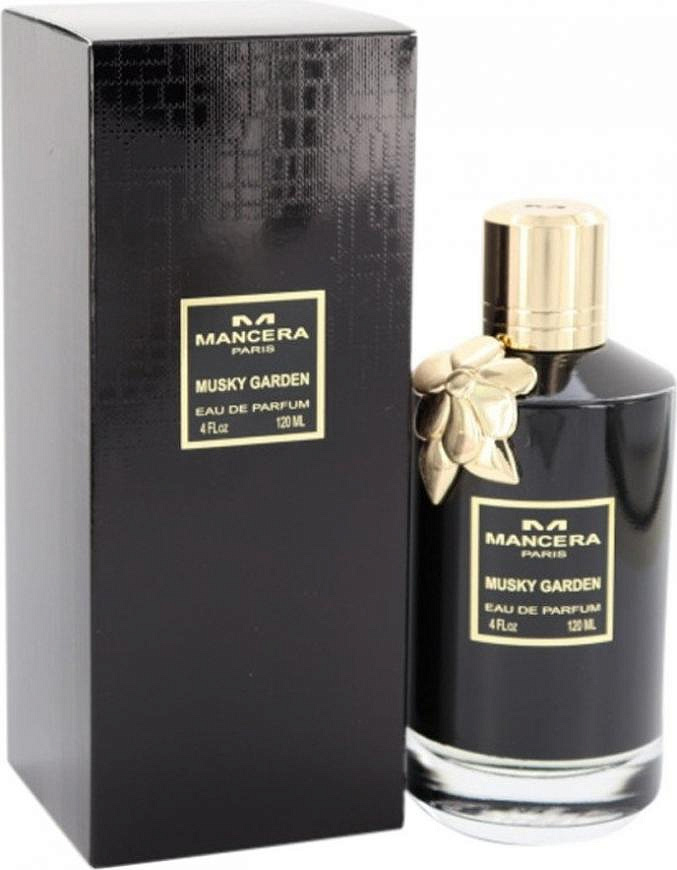 MANCERA
PARIS
MUSKY GARDEN
EAU DE PARFUM
4 FLoz 120 ML
MANCERA
PARIS
MUSKY GARDEN
EAU DE PARFUM
4 FLoz 120 ML